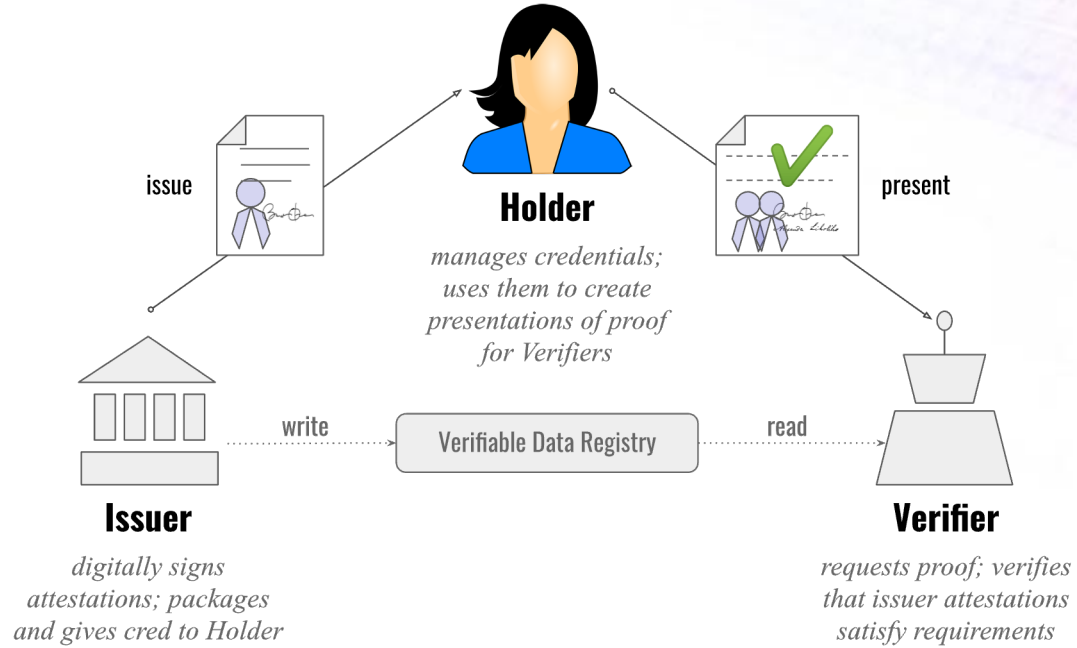 issue
present
Holder
manages credentials;
uses them to create
presentations of proof
for Verifiers
write
Verifiable Data Registry
read
Issuer
digitally signs
attestations; packages
and gives cred to Holder
Verifier
requests proof; verifies
that issuer attestations
satisfy requirements